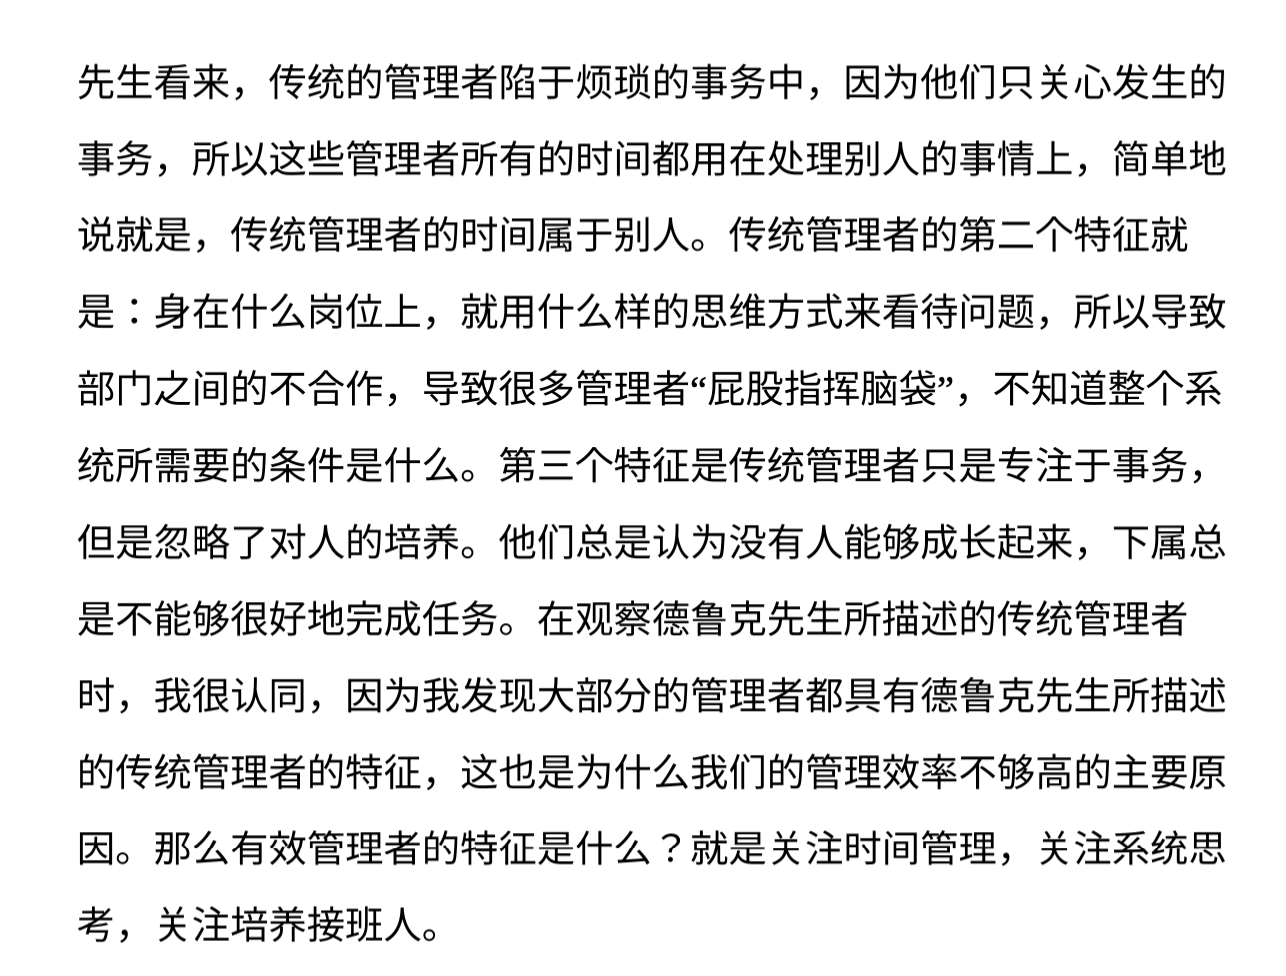 先生看来，传统的管理者陷于烦琐的事务中，因为他们只关心发生的
事务，所以这些管理者所有的时间都用在处理别人的事情上，简单地
说就是，传统管理者的时间属于别人。传统管理者的第二个特征就
是：身在什么岗位上，就用什么样的思维方式来看待问题，所以导致
部门之间的不合作，导致很多管理者“屁股指挥脑袋”，不知道整个系
统所需要的条件是什么。第三个特征是传统管理者只是专注于事务，
但是忽略了对人的培养。他们总是认为没有人能够成长起来，下属总
是不能够很好地完成任务。在观察德鲁克先生所描述的传统管理者
时，我很认同，因为我发现大部分的管理者都具有德鲁克先生所描述
的传统管理者的特征，这也是为什么我们的管理效率不够高的主要原
因。那么有效管理者的特征是什么？就是关注时间管理，关注系统思
考，关注培养接班人。